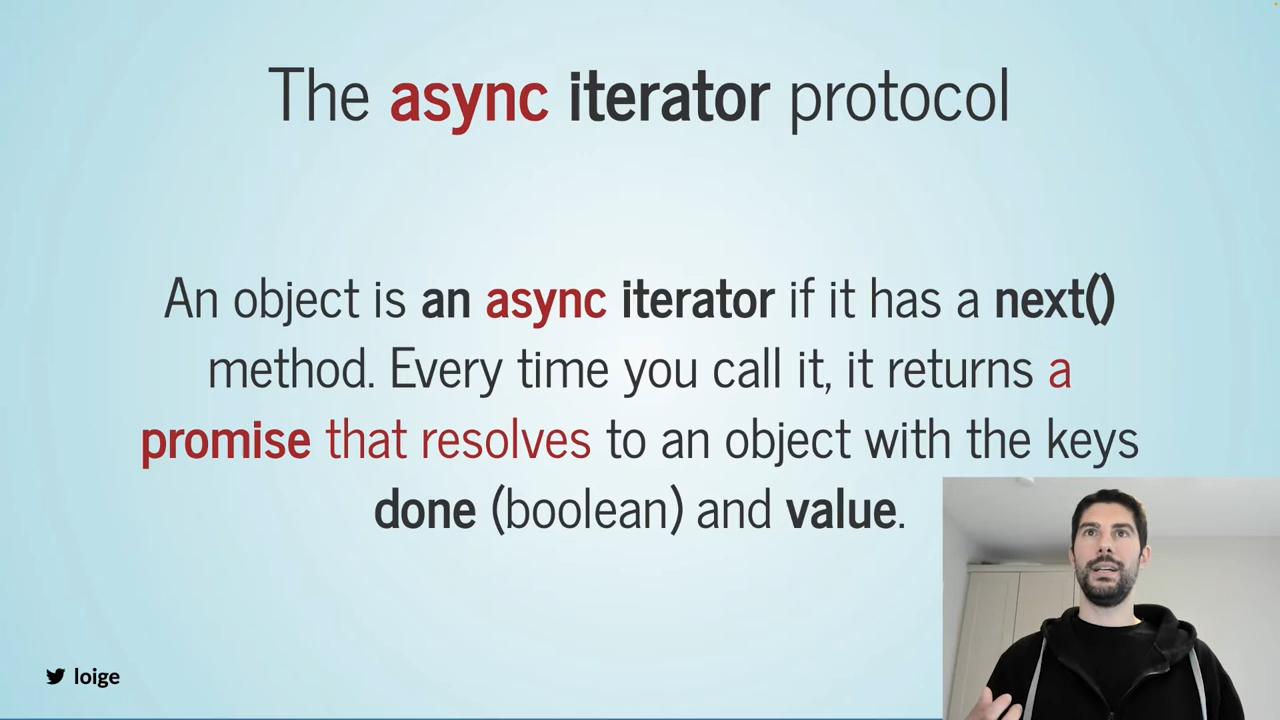 The async iterator protocol
An object is an async iterator if it has a next()
method. Every time you call it, it returns a
promise that resolves to an object with the keys
done (boolean) and value.
loige